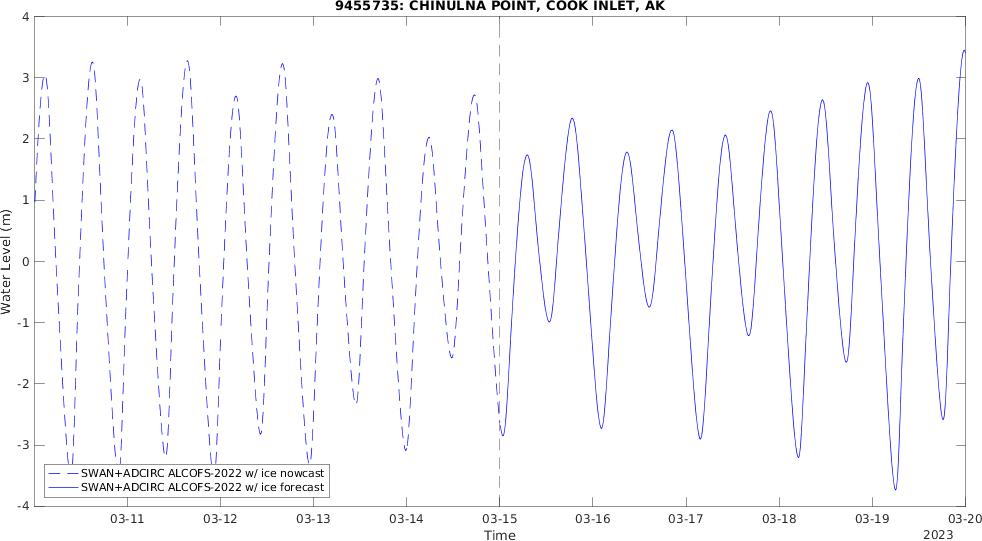 9455735: CHINULNA POINT, COOK INLET, AK
4
3
2
1
0
-1
-2
-3
-4
Water Level (m)
SWAN+ADCIRC ALCOFS-2022 w/ ice nowcast
SWAN+ADCIRC ALCOFS-2022 w/ ice forecast
03-11 03-12 03-13 03-14 03-15 03-16 03-17 03-18 03-19 03-20
Time
2023